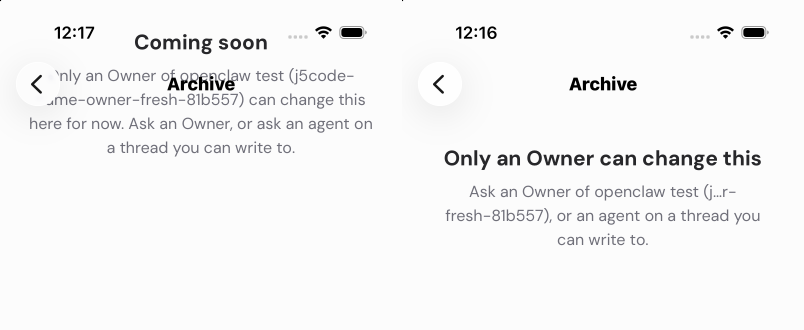 12:17
Coming soon
Only an Owner of openclaw test (j5code-
ame-owner-fresh-81b557) can change this
here for now. Ask an Owner, or ask an agent on
a thread you can write to.
Archive
12:16
Archive
Only an Owner can change this
Ask an Owner of openclaw test (j...r-
fresh-81b557), or an agent on a thread you
can write to.